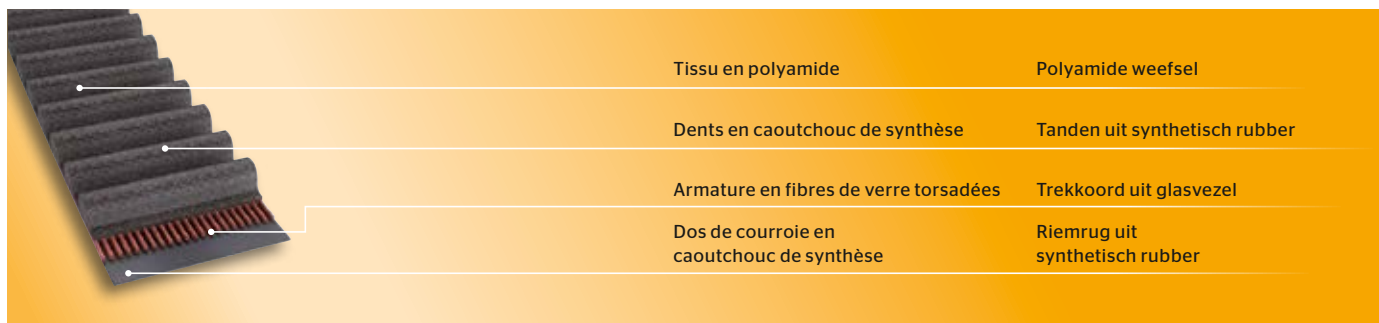 Tissu en polyamide
Polyamide weefsel
Dents en caoutchouc de synthèse
Tanden uit synthetisch rubber
Armature en fibres de verre torsadées
Trekkoord uit glasvezel
Dos de courroie en
caoutchouc de synthèse
Riemrug uit
synthetisch rubber